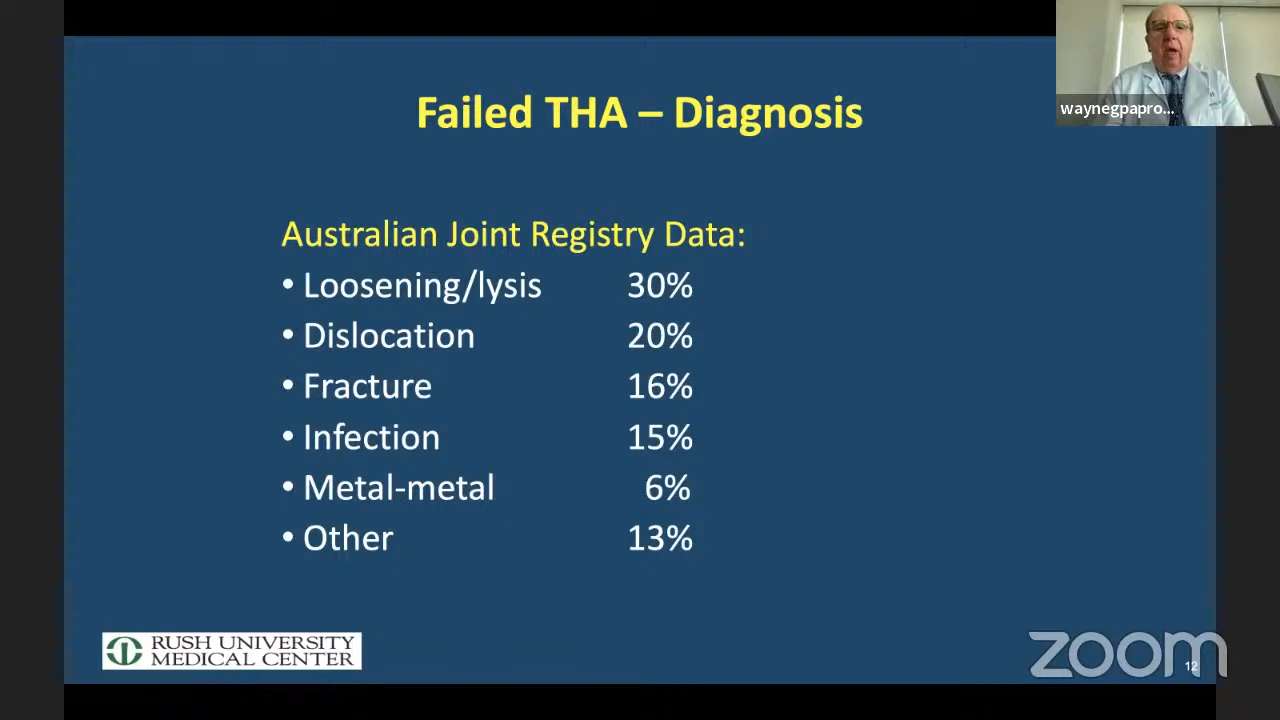 Failed THA – Diagnosis
waynegpapro...
Australian Joint Registry Data:
• Loosening/lysis 30%
• Dislocation 20%
• Fracture 16%
• Infection 15%
• Metal-metal 6%
• Other 13%
RUSH UNIVERSITY
MEDICAL CENTER
zoom
12